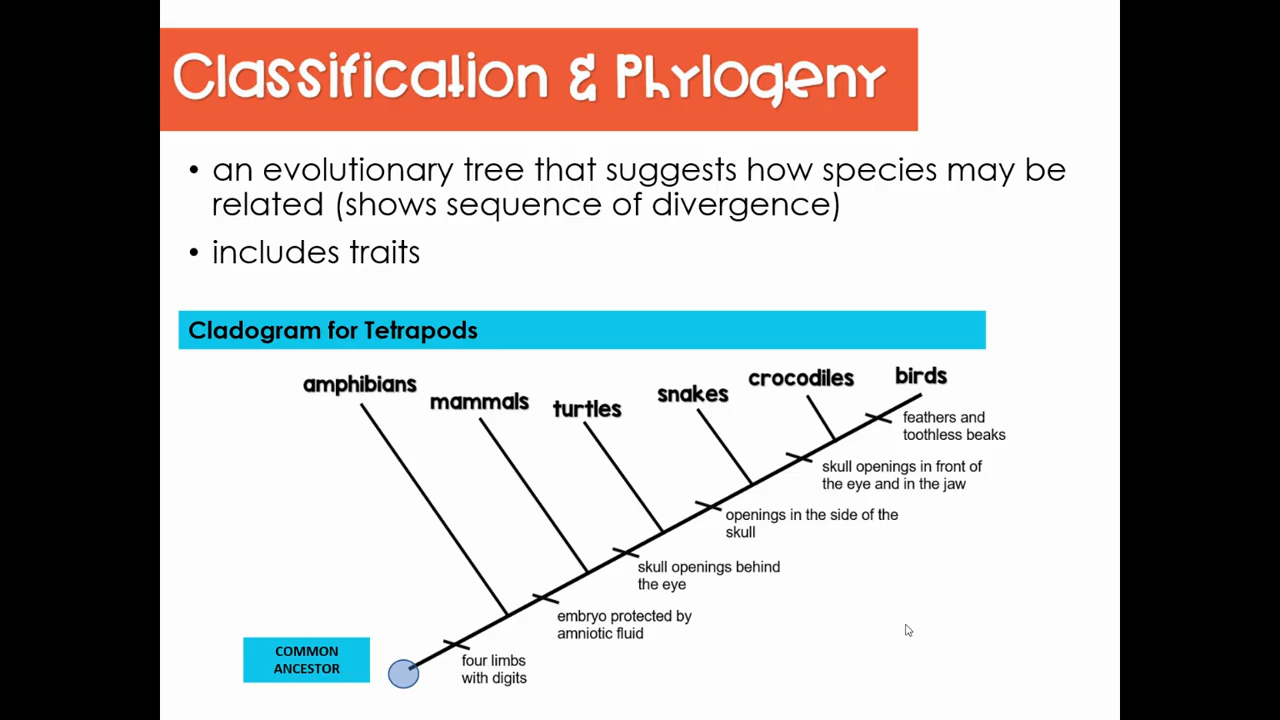 Classification & Phylogeny
• an evolutionary tree that suggests how species may be
related (shows sequence of divergence)
• includes traits
Cladogram for Tetrapods
amphibians
mammals
turtles
snakes
crocodiles
birds
feathers and
toothless beaks
skull openings in front of
the eye and in the jaw
openings in the side of the
skull
skull openings behind
the eye
embryo protected by
amniotic fluid
four limbs
with digits
COMMON
ANCESTOR